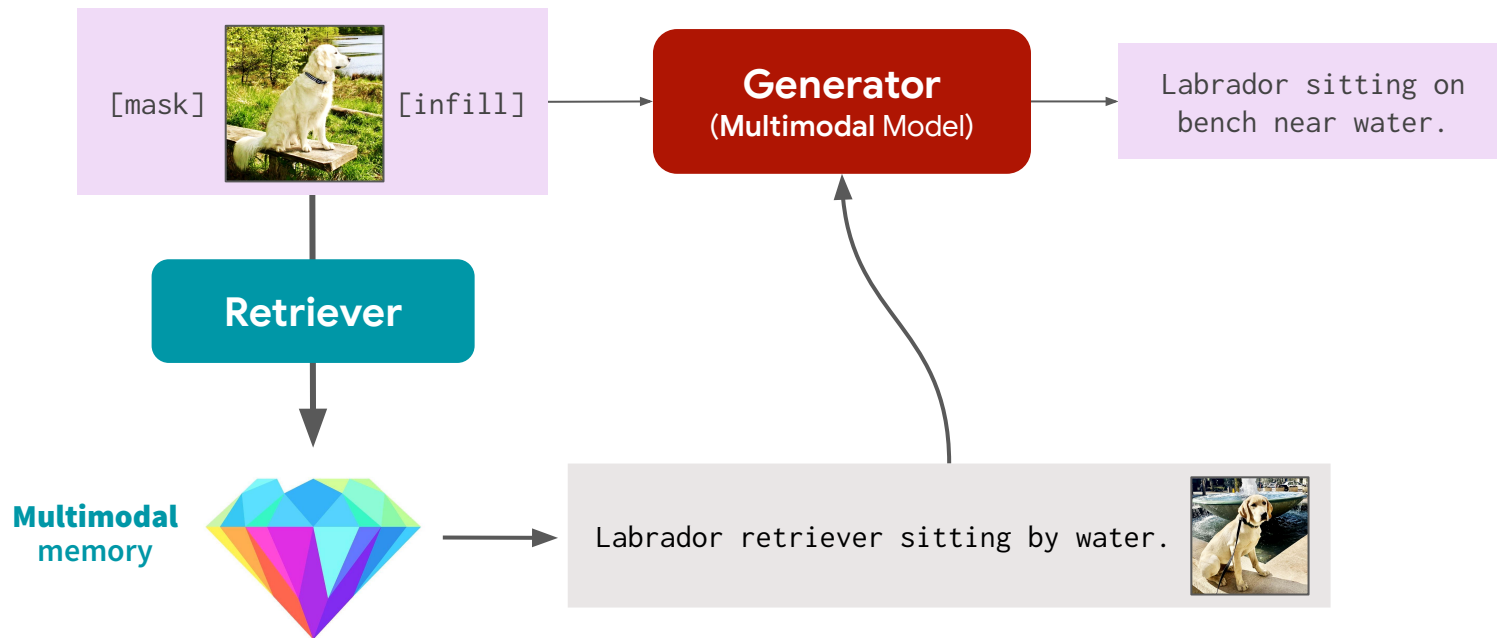 [mask]
[infill]
Generator
(Multimodal Model)
Labrador sitting on
bench near water.
Retriever
Multimodal
memory
Labrador retriever sitting by water.